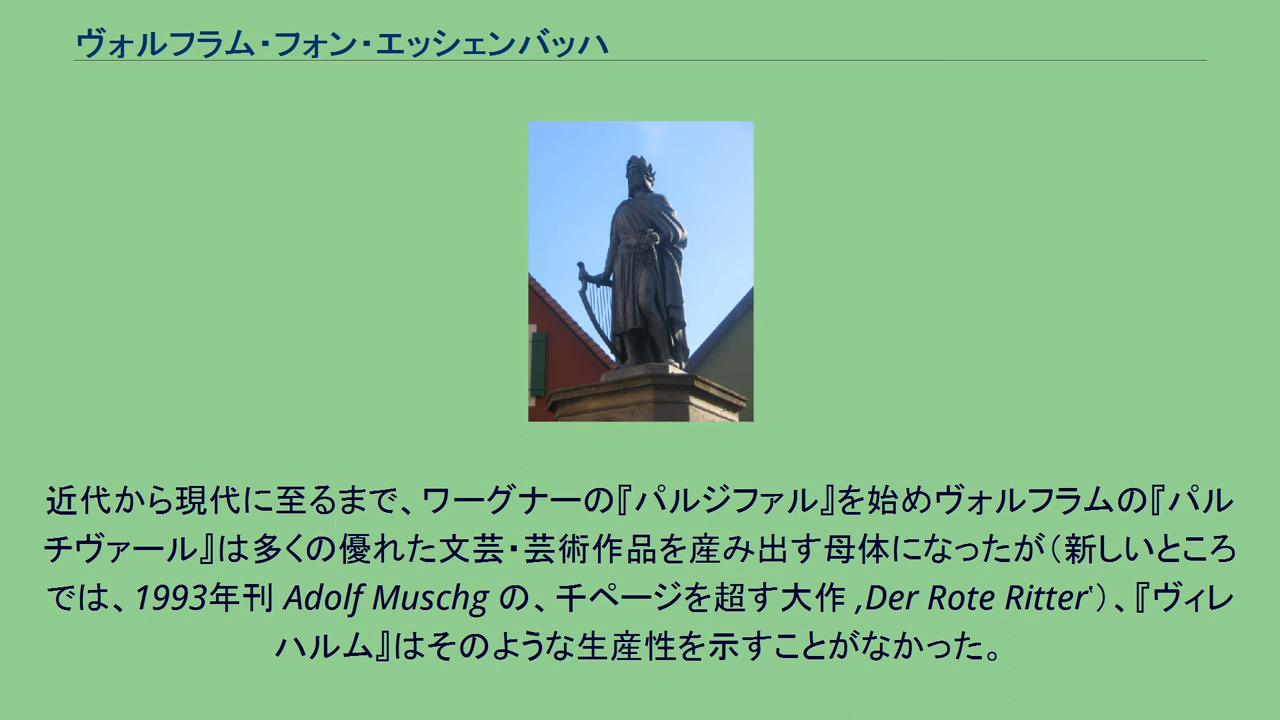 ヴォルフラム・フォン・エッシェンバッハ
近代から現代に至るまで、ワーグナーの『パルジファル』を始めヴォルフラムの『パル
チヴァール』は多くの優れた文芸・芸術作品を産み出す母体になったが（新しいところ
では、1993年刊 Adolf Muschg の、千ページを超す大作 ‚Der Rote Ritter‛）、『ヴィレ
ハルム』はそのような生産性を示すことがなかった。